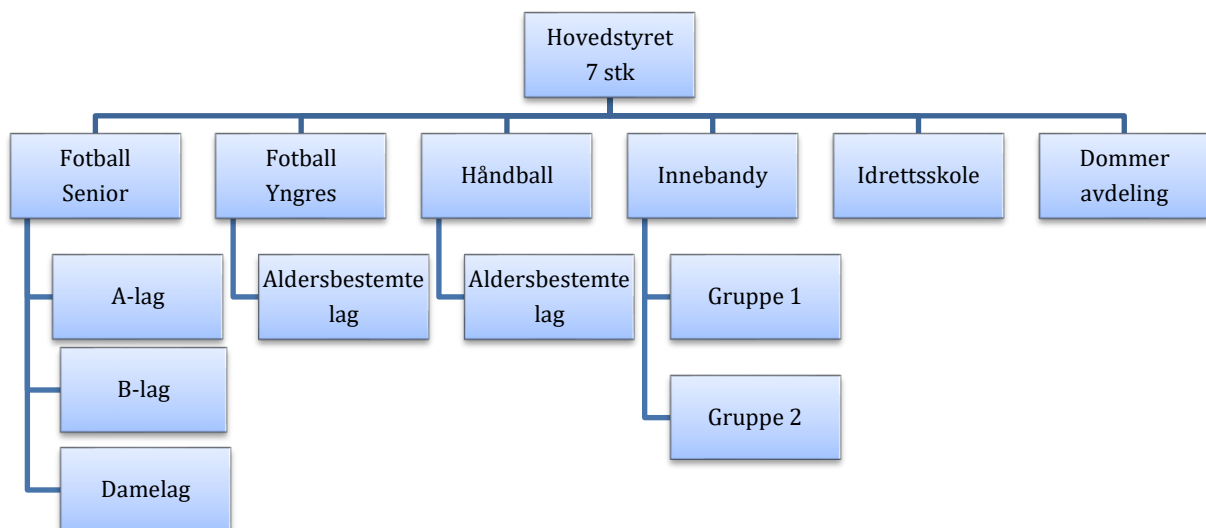 Hovedstyret
7 stk
Fotball
Senior
Fotball
Yngres
Håndball
Innebandy
Idrettsskole
Dommer
avdeling
A-lag
B-lag
Damelag
Aldersbestemte
lag
Aldersbestemte
lag
Gruppe 1
Gruppe 2